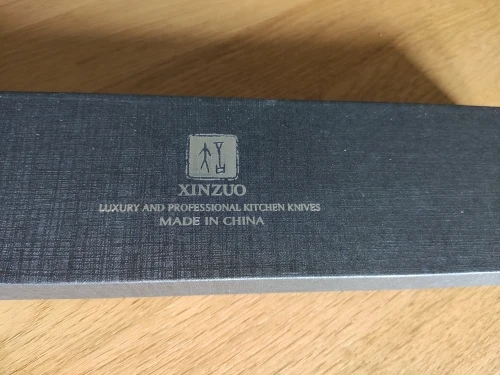 XINZUO
LUXURY AND PROFESSIONAL KITCHEN KNIVES
MADE IN CHINA